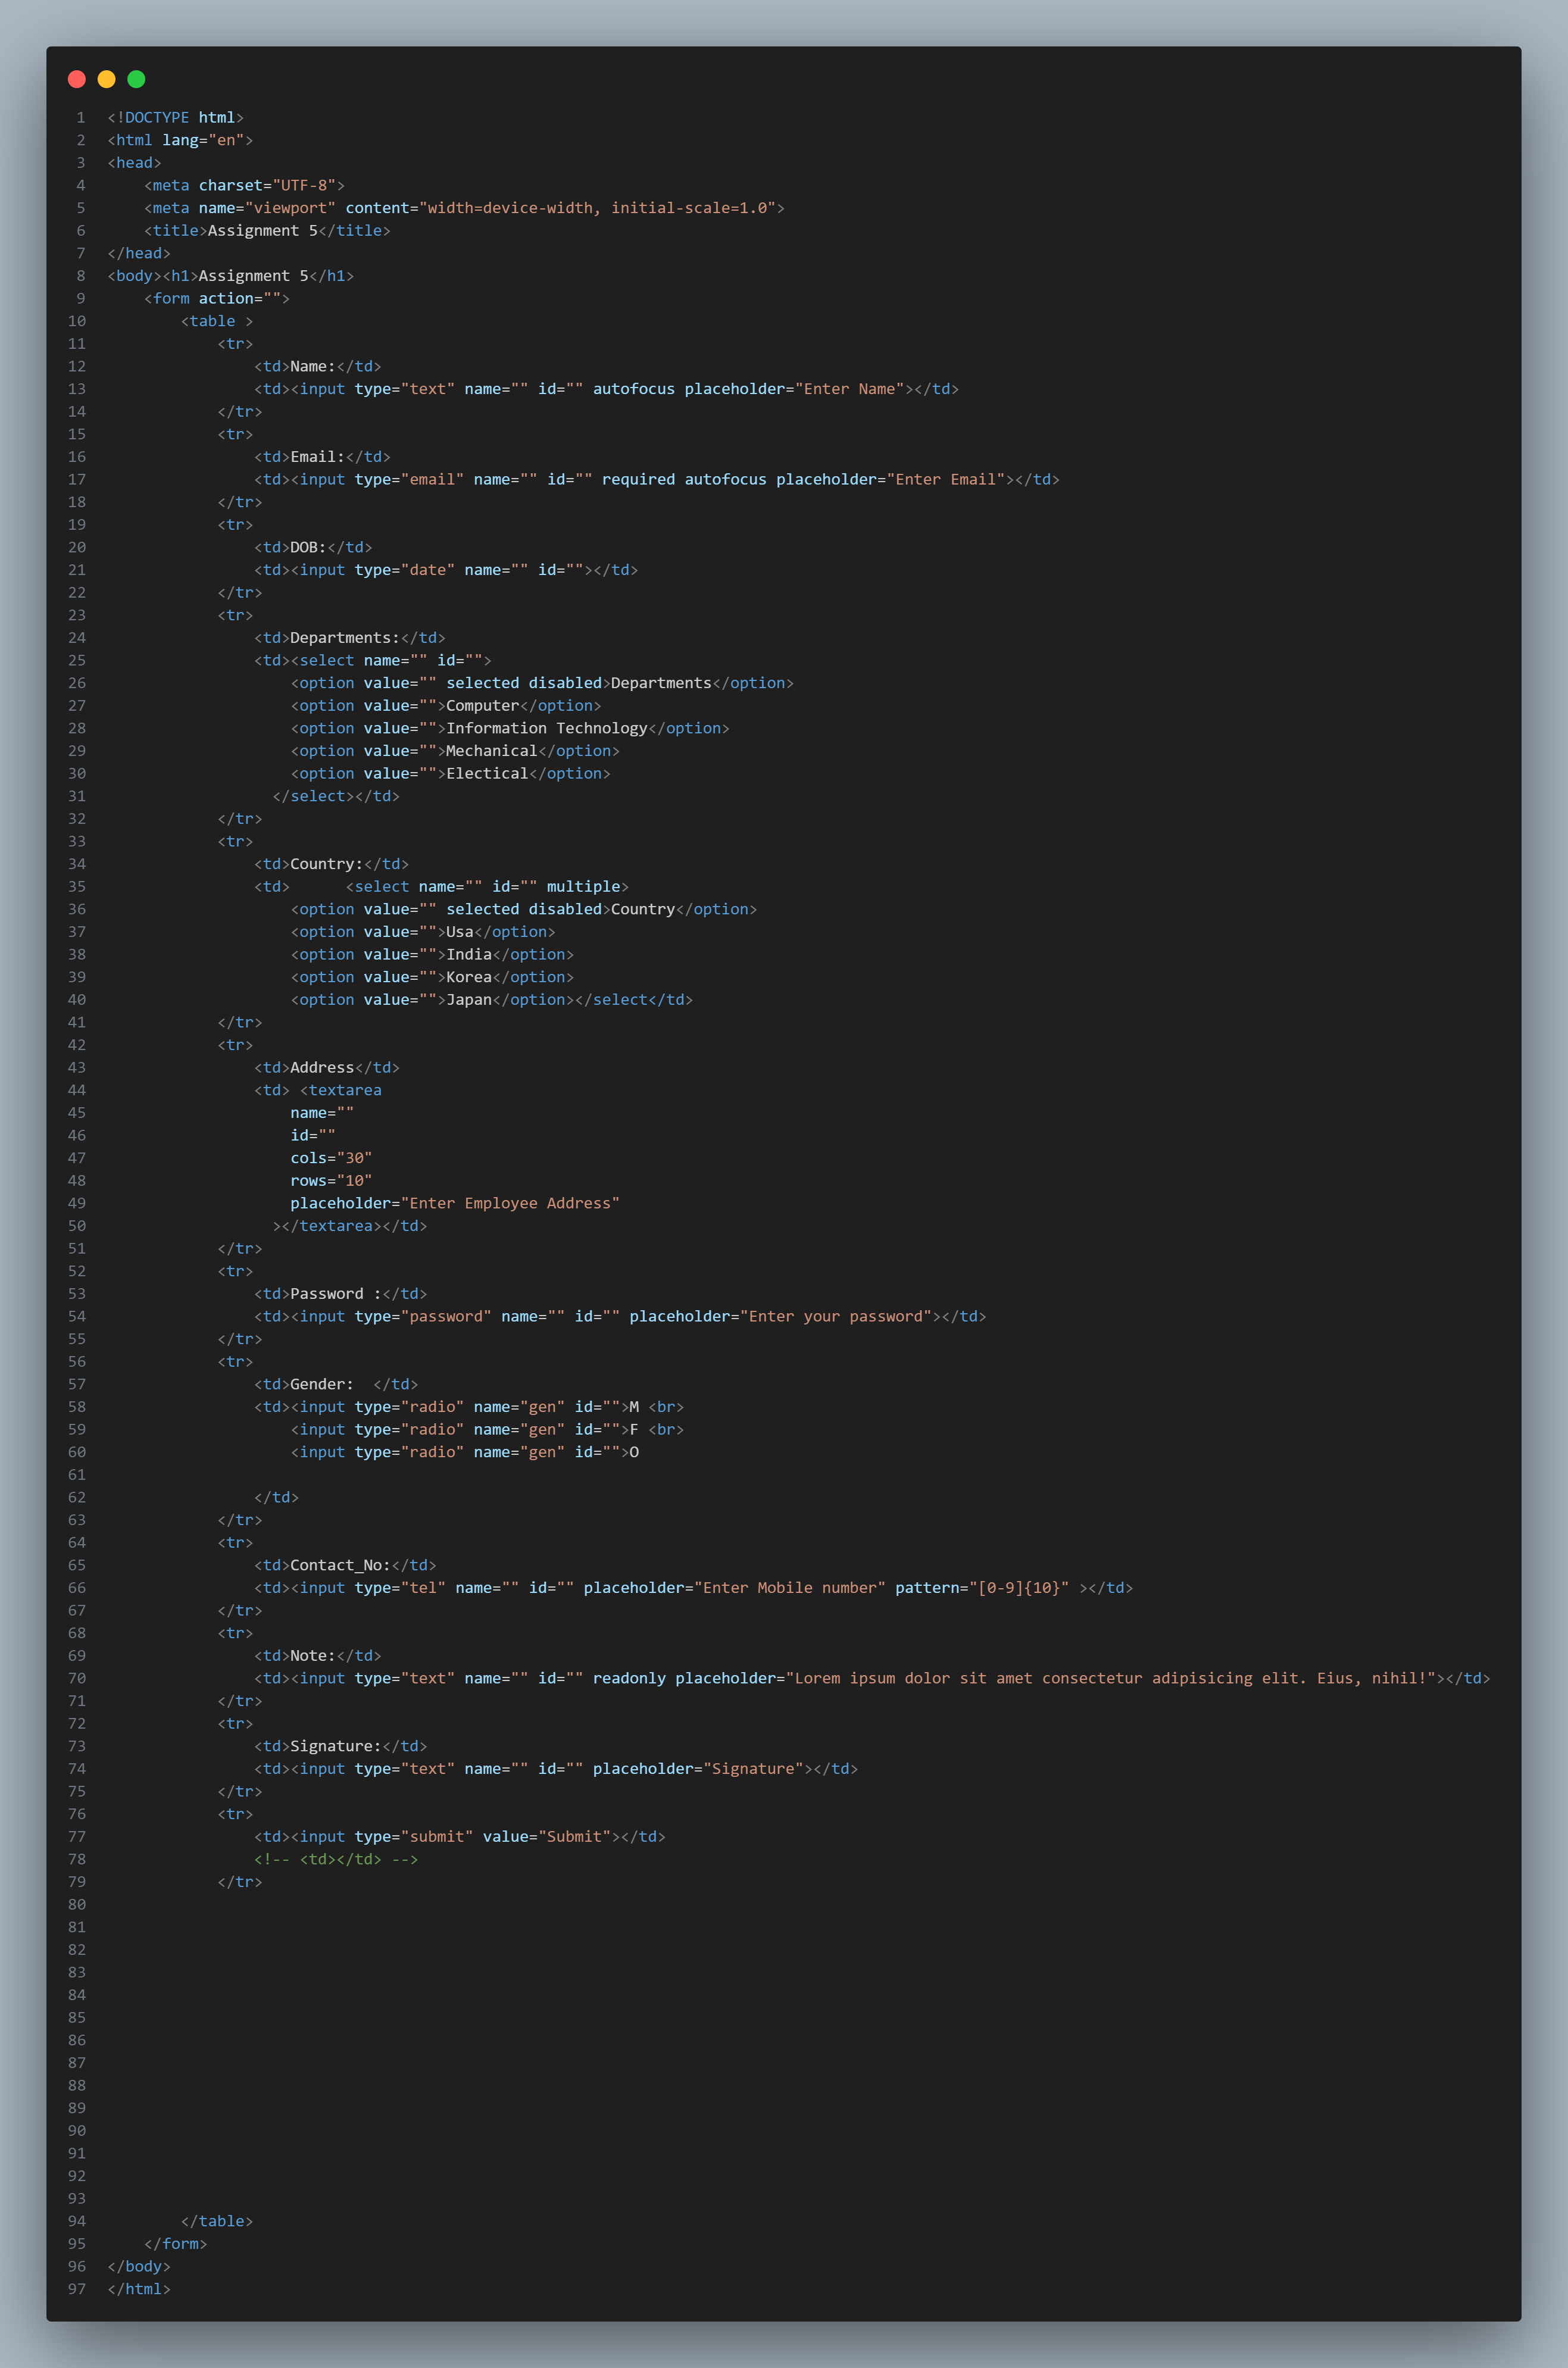 1 <!DOCTYPE html>
2 <html lang="en">
3 <head>
4     <meta charset="UTF-8">
5     <meta name="viewport" content="width=device-width, initial-scale=1.0">
6     <title>Assignment 5</title>
7 </head>
8 <body><h1>Assignment 5</h1>
9     <form action="">
10         <table >
11             <tr>
12                 <td>Name:</td>
13                 <td><input type="text" name="" id="" autofocus placeholder="Enter Name"></td>
14             </tr>
15             <tr>
16                 <td>Email:</td>
17                 <td><input type="email" name="" id="" required autofocus placeholder="Enter Email"></td>
18             </tr>
19             <tr>
20                 <td>DOB:</td>
21                 <td><input type="date" name="" id=""></td>
22             </tr>
23             <tr>
24                 <td>Departments:</td>
25                 <td><select name="" id="">
26                     <option value="" selected disabled>Departments</option>
27                     <option value="">Computer</option>
28                     <option value="">Information Technology</option>
29                     <option value="">Mechanical</option>
30                     <option value="">Electical</option>
31                   </select></td>
32             </tr>
33             <tr>
34                 <td>Country:</td>
35                 <td>      <select name="" id="" multiple>
36                     <option value="" selected disabled>Country</option>
37                     <option value="">Usa</option>
38                     <option value="">India</option>
39                     <option value="">Korea</option>
40                     <option value="">Japan</option></select</td>
41             </tr>
42             <tr>
43                 <td>Address</td>
44                 <td> <textarea
45                     name=""
46                     id=""
47                     cols="30"
48                     rows="10"
49                     placeholder="Enter Employee Address"
50                   ></textarea></td>
51             </tr>
52             <tr>
53                 <td>Password :</td>
54                 <td><input type="password" name="" id="" placeholder="Enter your password"></td>
55             </tr>
56             <tr>
57                 <td>Gender:  </td>
58                 <td><input type="radio" name="gen" id="">M <br>
59                     <input type="radio" name="gen" id="">F <br>
60                     <input type="radio" name="gen" id="">O
61
62                 </td>
63             </tr>
64             <tr>
65                 <td>Contact_No:</td>
66                 <td><input type="tel" name="" id="" placeholder="Enter Mobile number" pattern="[0-9]{10}" ></td>
67             </tr>
68             <tr>
69                 <td>Note:</td>
70                 <td><input type="text" name="" id="" readonly placeholder="Lorem ipsum dolor sit amet consectetur adipisicing elit. Eius, nihil!"></td>
71             </tr>
72             <tr>
73                 <td>Signature:</td>
74                 <td><input type="text" name="" id="" placeholder="Signature"></td>
75             </tr>
76             <tr>
77                 <td><input type="submit" value="Submit"></td>
78                 <!-- <td></td> -->
79             </tr>
80
81
82
83
84
85
86
87
88
89
90
91
92
93
94         </table>
95     </form>
96 </body>
97 </html>